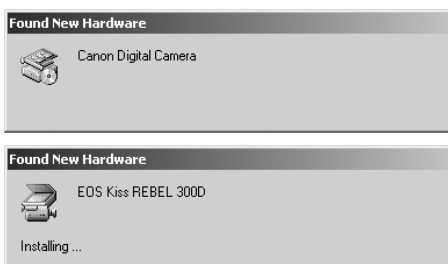 Found New Hardware
Canon Digital Camera
Found New Hardware
EOS Kiss REBEL 300D
Installing ...